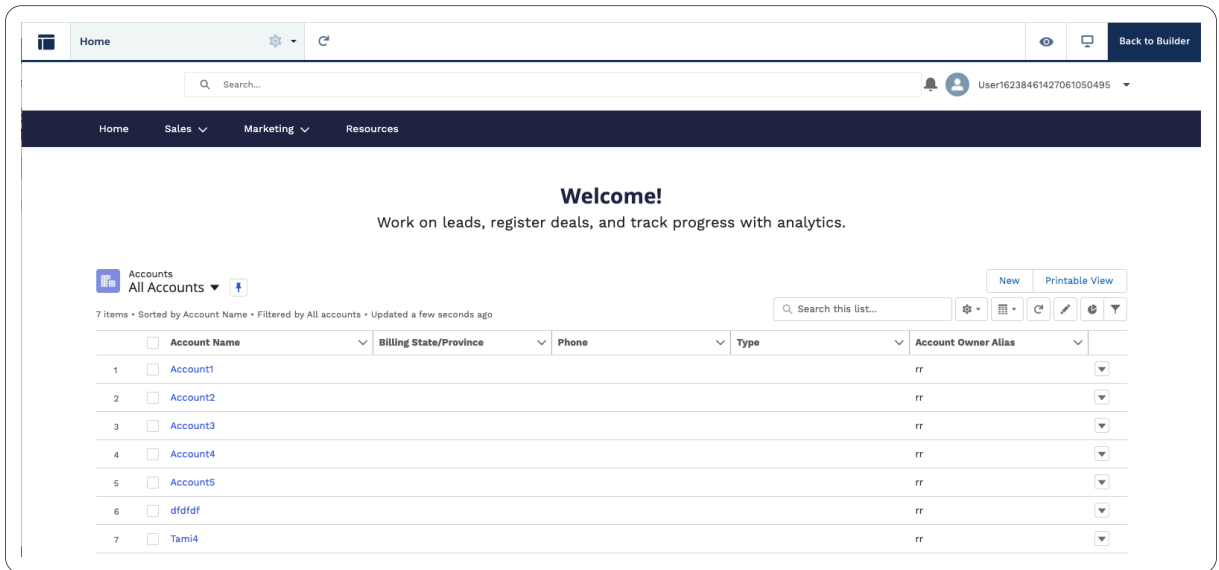 Home Back to Builder
Search... User16238461427061050495
Home Sales Marketing Resources
Welcome!
Work on leads, register deals, and track progress with analytics.
Accounts
All Accounts
New Printable View
7 items • Sorted by Account Name • Filtered by All accounts • Updated a few seconds ago
Search this list...
Account Name Billing State/Province Phone Type Account Owner Alias
1 Account1 rr
2 Account2 rr
3 Account3 rr
4 Account4 rr
5 Account5 rr
6 dfdfdf rr
7 Tami4 rr